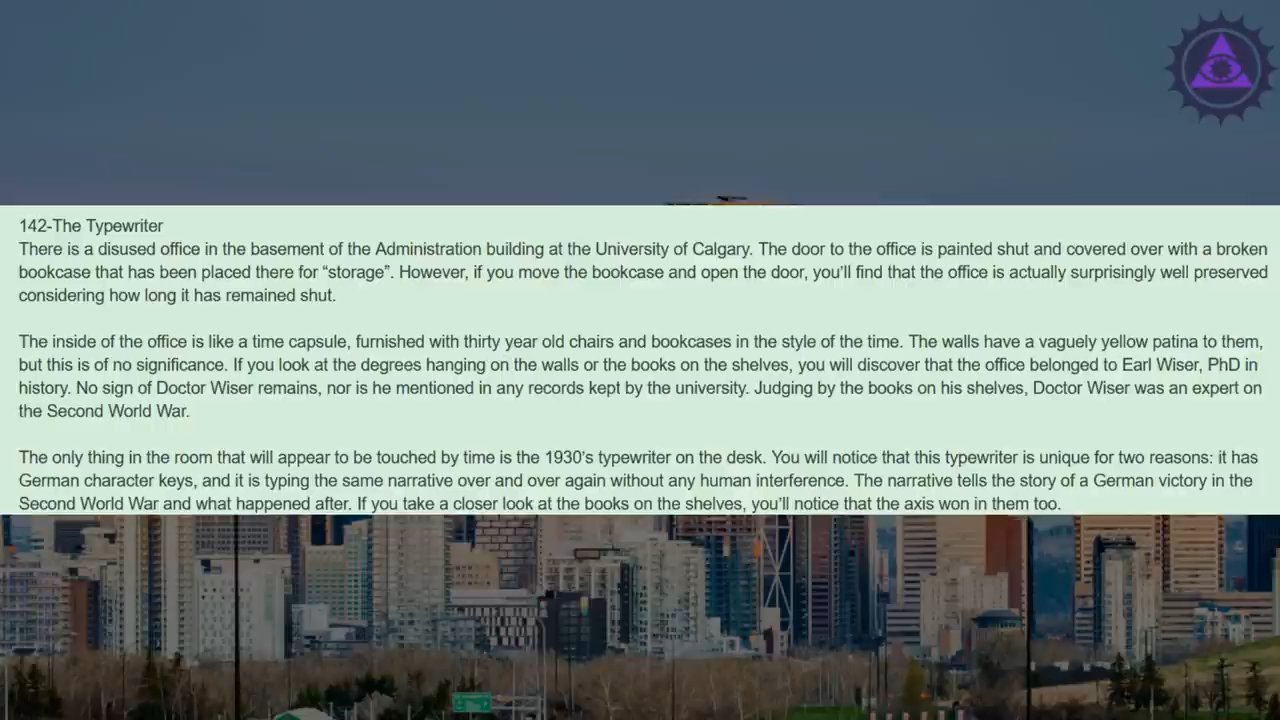 142-The Typewriter
There is a disused office in the basement of the Administration building at the University of Calgary. The door to the office is painted shut and covered over with a broken
bookcase that has been placed there for “storage”. However, if you move the bookcase and open the door, you’ll find that the office is actually surprisingly well preserved
considering how long it has remained shut.
The inside of the office is like a time capsule, furnished with thirty year old chairs and bookcases in the style of the time. The walls have a vaguely yellow patina to them,
but this is of no significance. If you look at the degrees hanging on the walls or the books on the shelves, you will discover that the office belonged to Earl Wiser, PhD in
history. No sign of Doctor Wiser remains, nor is he mentioned in any records kept by the university. Judging by the books on his shelves, Doctor Wiser was an expert on
the Second World War.
The only thing in the room that will appear to be touched by time is the 1930’s typewriter on the desk. You will notice that this typewriter is unique for two reasons: it has
German character keys, and it is typing the same narrative over and over again without any human interference. The narrative tells the story of a German victory in the
Second World War and what happened after. If you take a closer look at the books on the shelves, you’ll notice that the axis won in them too.